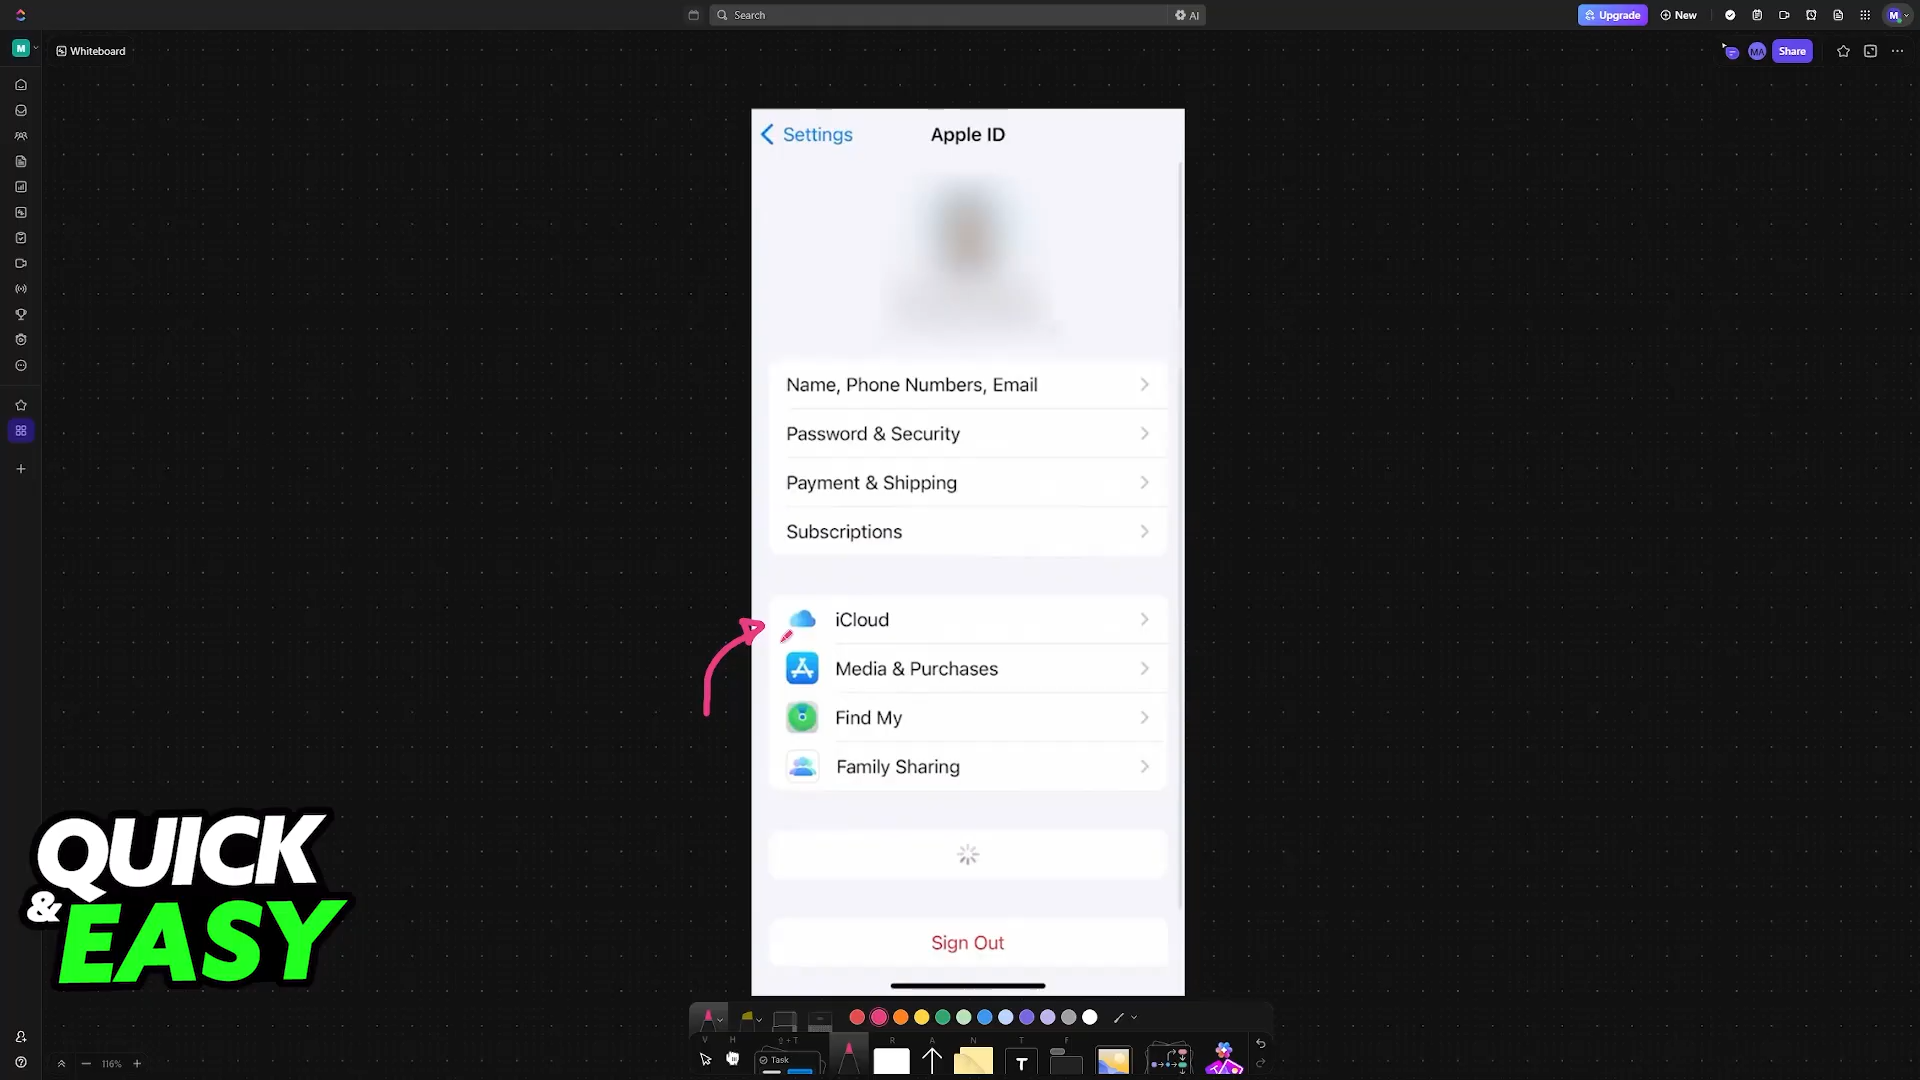 Search
AI
Upgrade
New
M
M
Whiteboard
MA
Share
Settings
Apple ID
Name, Phone Numbers, Email
Password & Security
Payment & Shipping
Subscriptions
iCloud
Media & Purchases
Find My
Family Sharing
Sign Out
QUICK
& EASY
V
H
⇧ + T
R
A
N
T
F
Task
T
116%